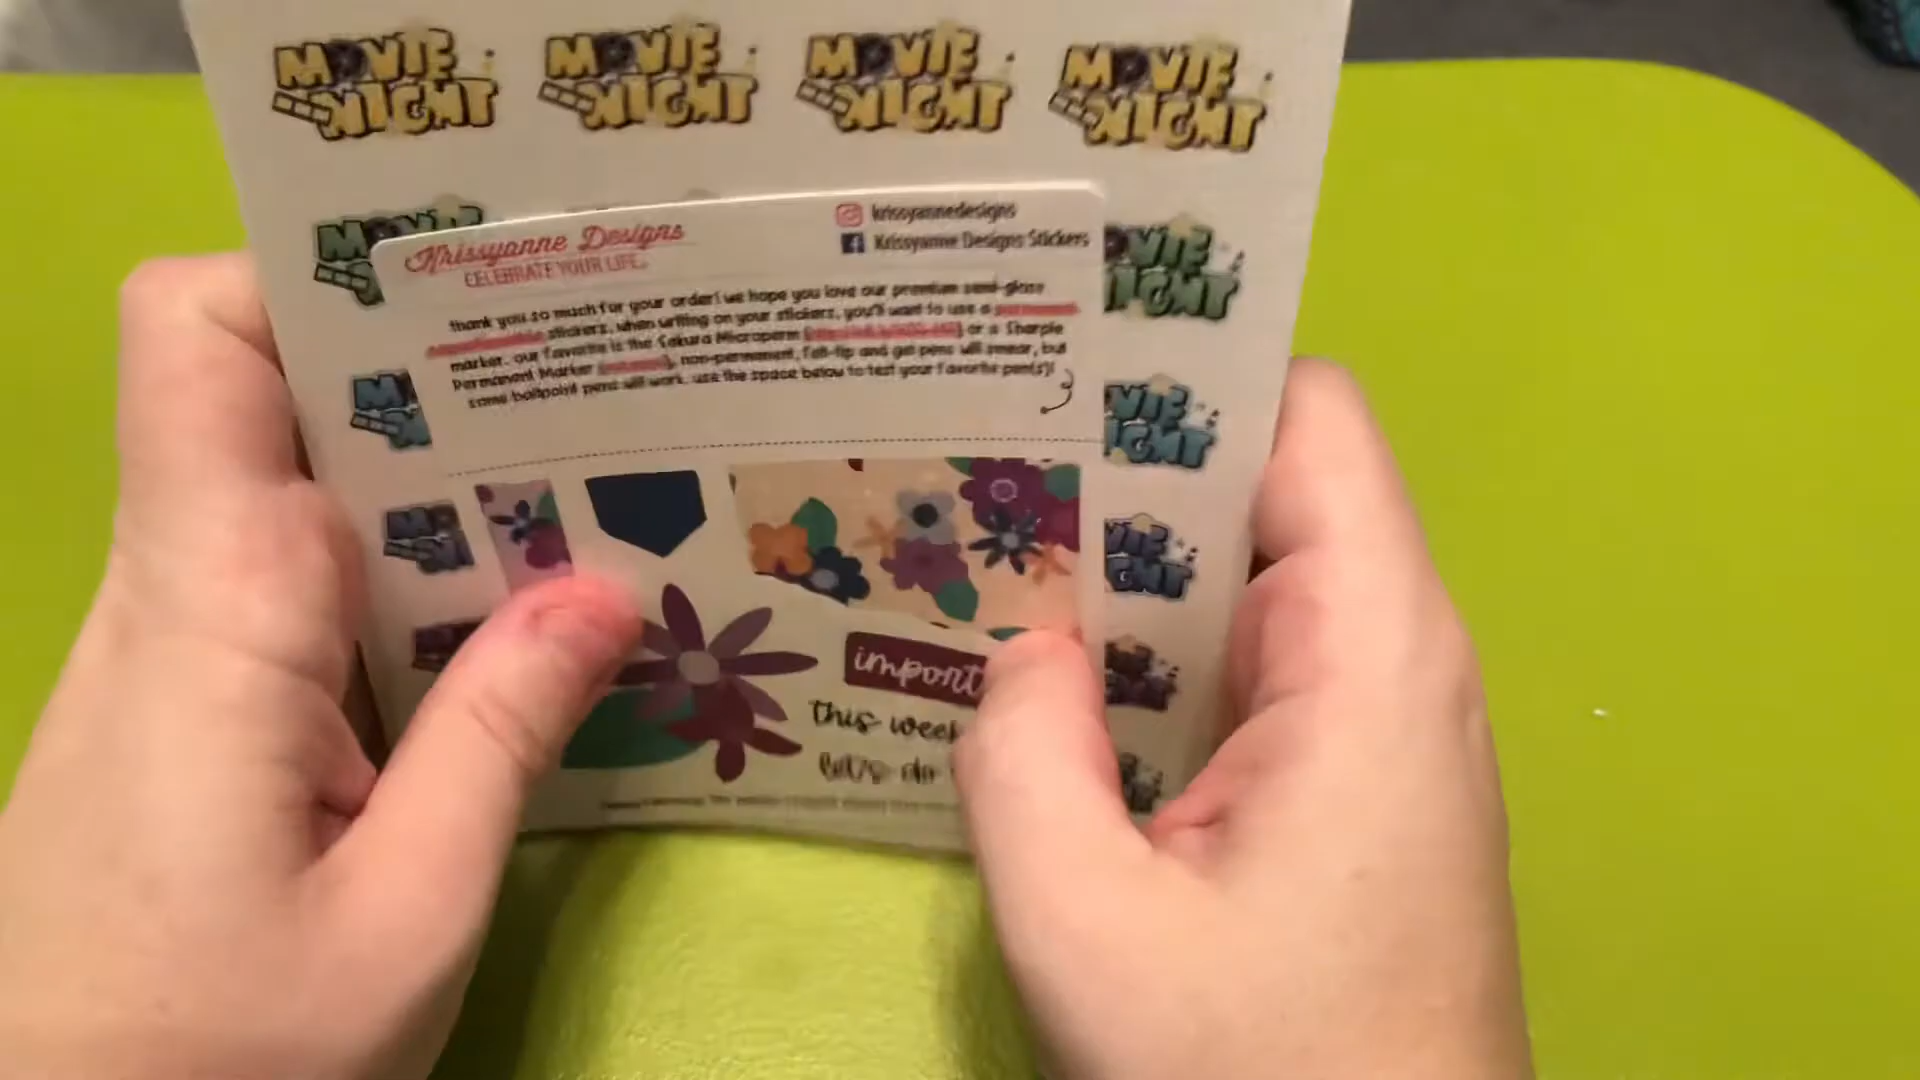 MOVIE NIGHT MOVIE NIGHT MOVIE NIGHT MOVIE NIGHT
Krissyanne Designs
CELEBRATE YOUR LIFE.
krissyannedesigns
Krissyanne Designs Stickers
thank you so much for your order! we hope you love our premium semi-gloss
stickers. when writing on your stickers, you'll want to use a permanent
marker. our favorite is the Sakura Microperm or a Sharpie
Permanent Marker non-permanent, felt-tip and gel pens will smear, but
some ballpoint pens will work. use the space below to test your favorite pen(s)!
import
this week
let's do